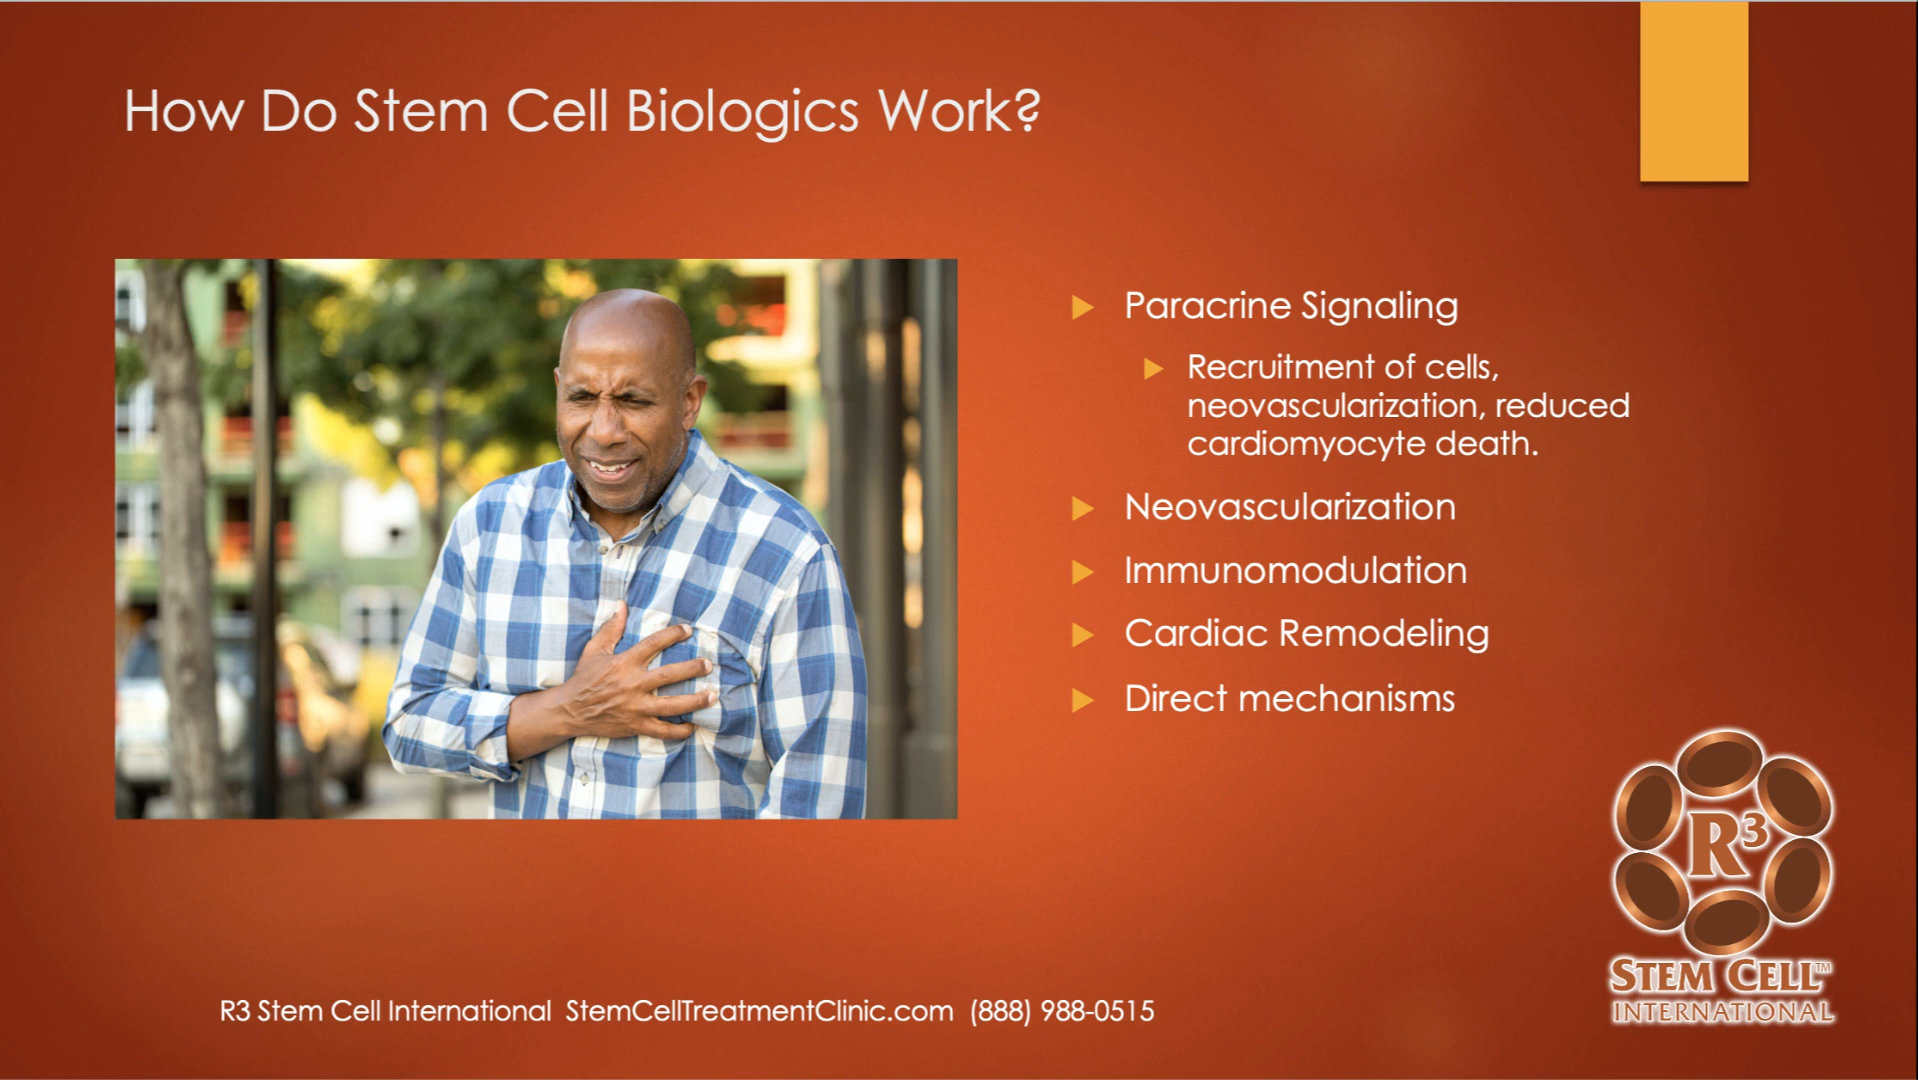 How Do Stem Cell Biologics Work?
Paracrine Signaling
Recruitment of cells,
neovascularization, reduced
cardiomyocyte death.
Neovascularization
Immunomodulation
Cardiac Remodeling
Direct mechanisms
R³
STEM CELL™
INTERNATIONAL
R3 Stem Cell International StemCellTreatmentClinic.com (888) 988-0515